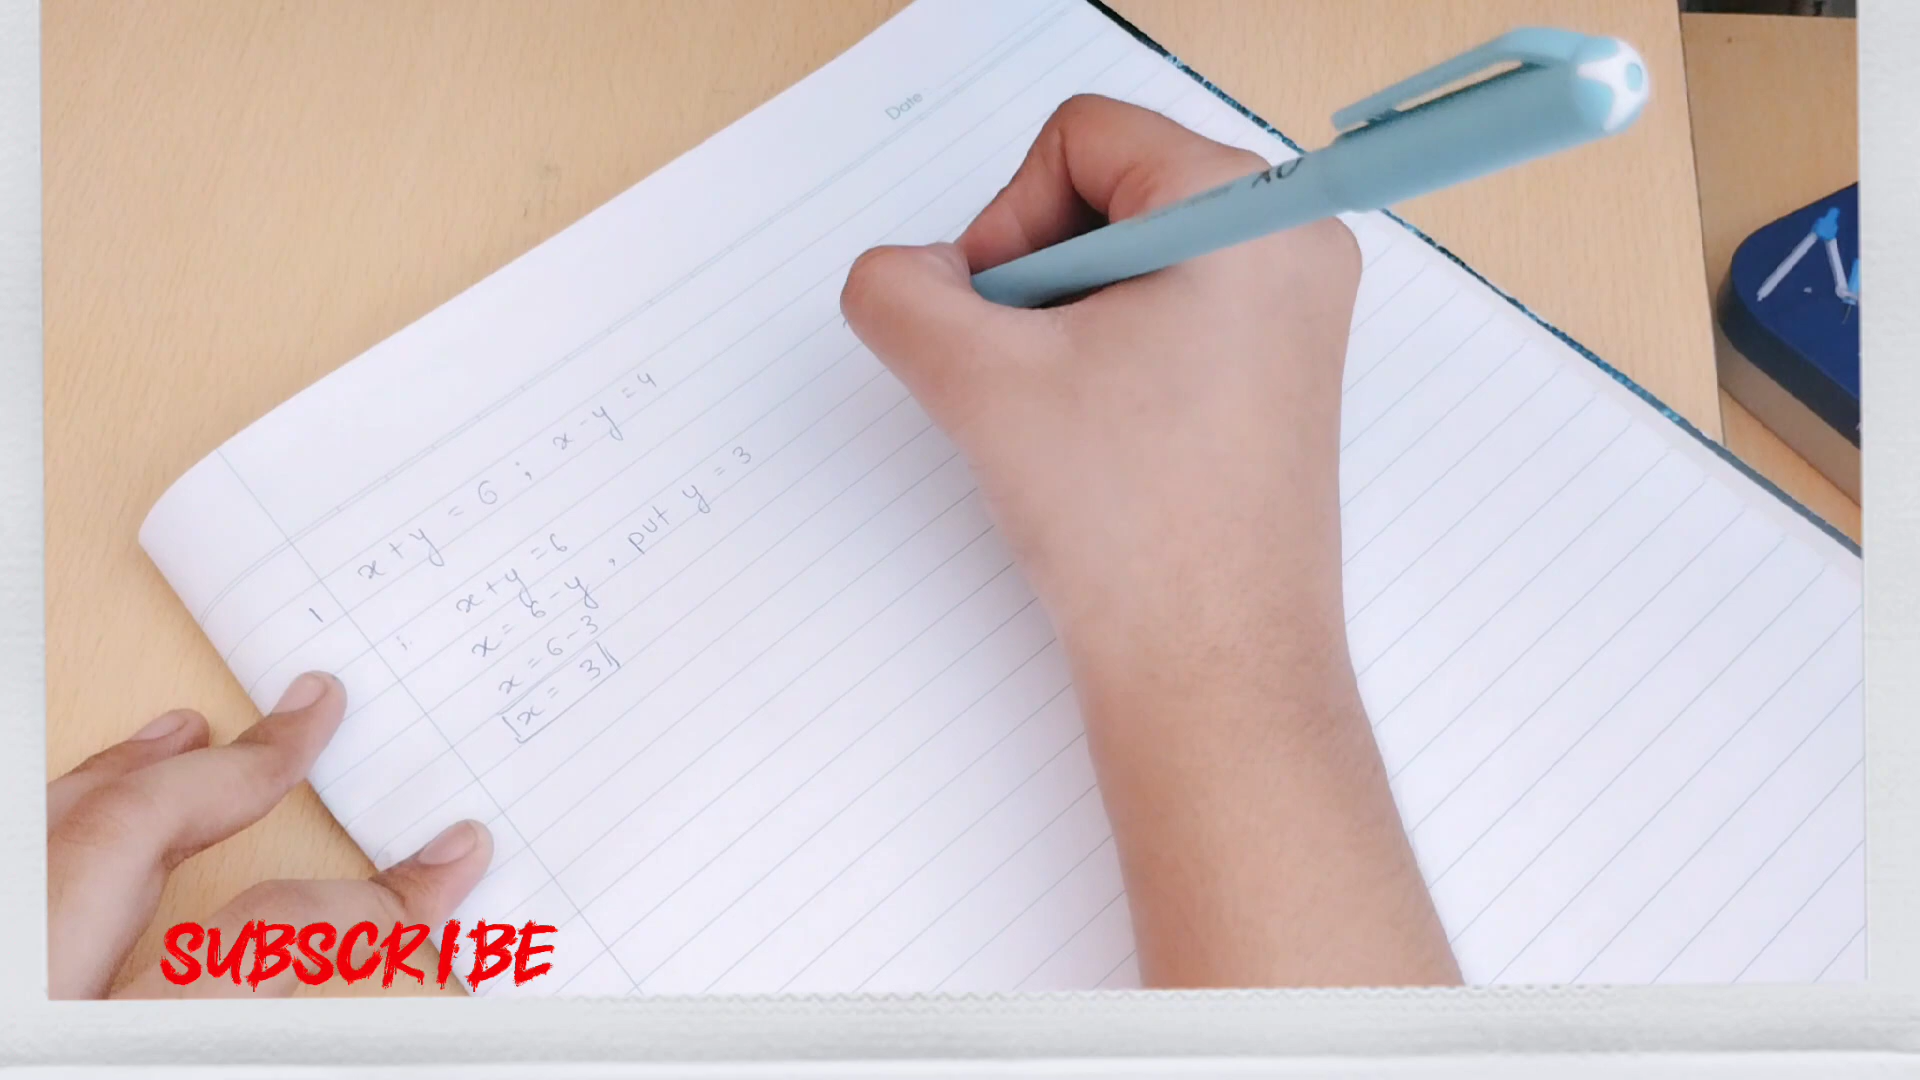 Date
1 x + y = 6 ; x - y = 4
i. x + y = 6
x = 6 - y , put y = 3
x = 6 - 3
x = 3
SUBSCRIBE